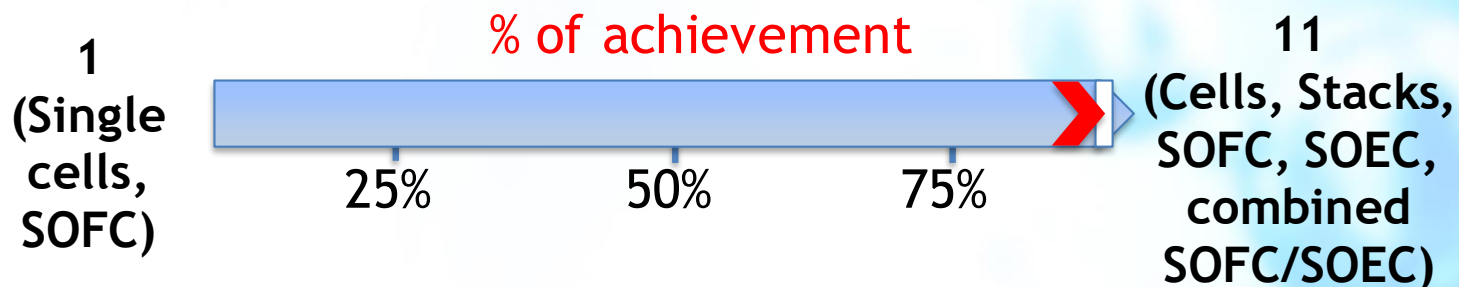 % of achievement
1
(Single
cells,
SOFC)
25%
50%
75%
11
(Cells, Stacks,
SOFC, SOEC,
combined
SOFC/SOEC)